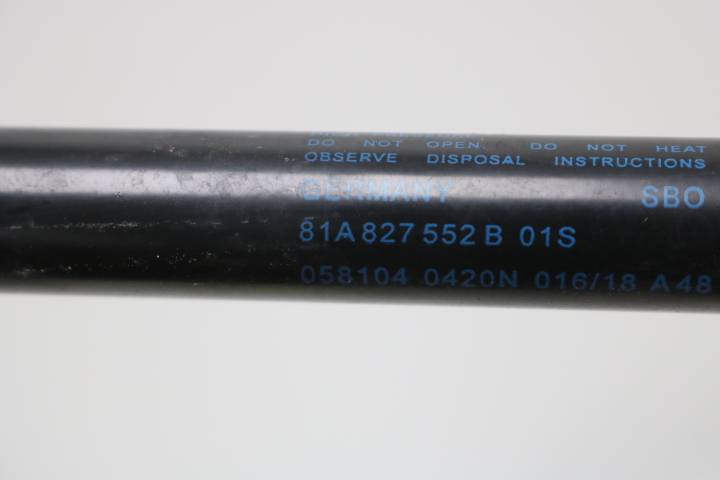 DO NOT OPEN. DO NOT HEAT
OBSERVE DISPOSAL INSTRUCTIONS
GERMANY SBO
81A 827 552 B 01S
058104 0420N 016/18 A48